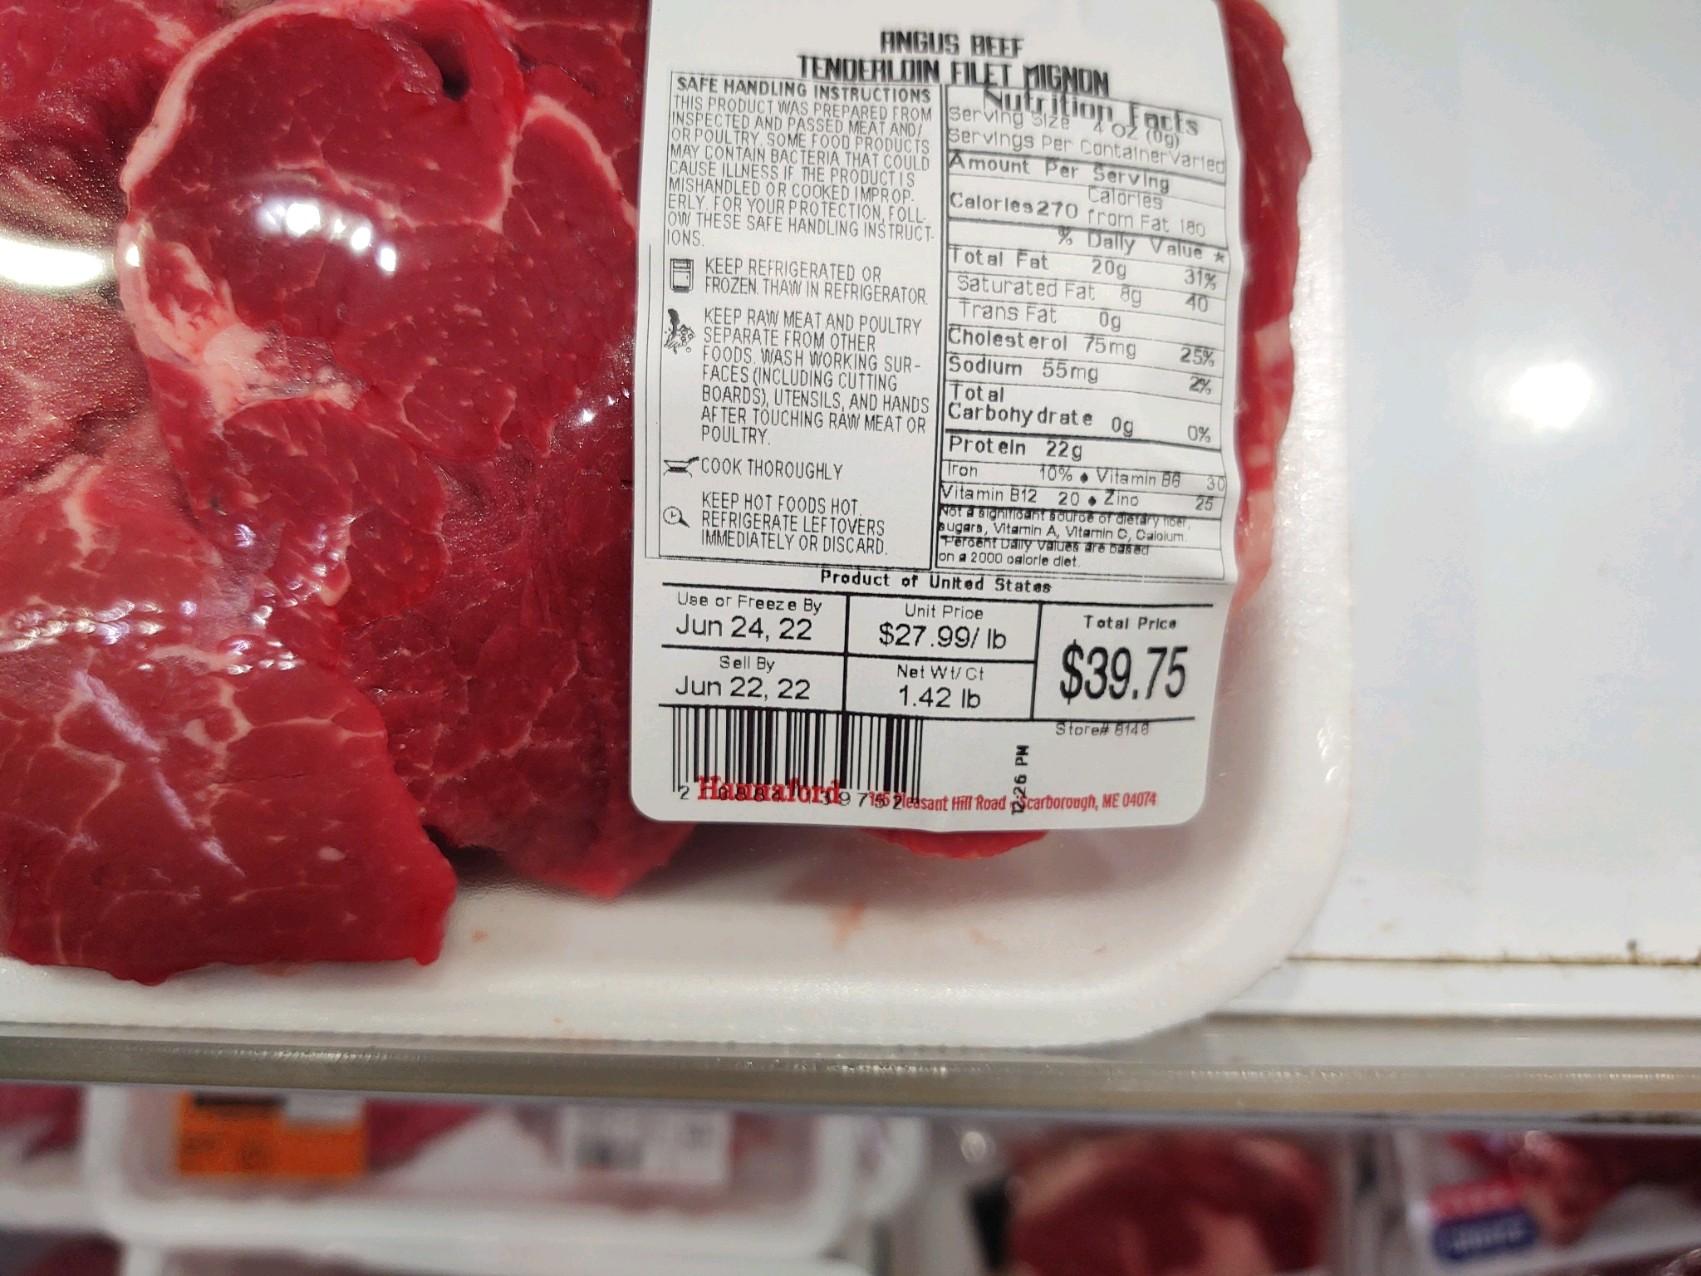 ANGUS BEEF
TENDERLOIN FILET MIGNON
SAFE HANDLING INSTRUCTIONS
THIS PRODUCT WAS PREPARED FROM
INSPECTED AND PASSED MEAT AND/
OR POULTRY. SOME FOOD PRODUCTS
MAY CONTAIN BACTERIA THAT COULD
CAUSE ILLNESS IF THE PRODUCT IS
MISHANDLED OR COOKED IMPROP-
ERLY. FOR YOUR PROTECTION, FOLL-
OW THESE SAFE HANDLING INSTRUCT-
IONS.
KEEP REFRIGERATED OR
FROZEN. THAW IN REFRIGERATOR.
KEEP RAW MEAT AND POULTRY
SEPARATE FROM OTHER
FOODS. WASH WORKING SUR-
FACES (INCLUDING CUTTING
BOARDS), UTENSILS, AND HANDS
AFTER TOUCHING RAW MEAT OR
POULTRY.
COOK THOROUGHLY
KEEP HOT FOODS HOT.
REFRIGERATE LEFTOVERS
IMMEDIATELY OR DISCARD.
Nutrition Facts
Serving Size 4 OZ (0g)
Servings Per Container Varied
Amount Per Serving
Calories 270 Calories from Fat 180
% Daily Value *
Total Fat 20g 31%
Saturated Fat 8g 40
Trans Fat 0g
Cholesterol 75mg 25%
Sodium 55mg 2%
Total
Carbohydrate 0g 0%
Protein 22g
Iron 10% • Vitamin B6 30
Vitamin B12 20 • Zinc 25
Not a significant source of dietary fiber,
sugars, Vitamin A, Vitamin C, Calcium.
*Percent Daily Values are based
on a 2000 calorie diet.
Product of United States
Use or Freeze By
Jun 24, 22
Sell By
Jun 22, 22
Unit Price
$27.99/ lb
Net Wt/Ct
1.42 lb
Total Price
$39.75
Store# 8148
12:26 PM
Hannaford
Pleasant Hill Road Scarborough, ME 04074